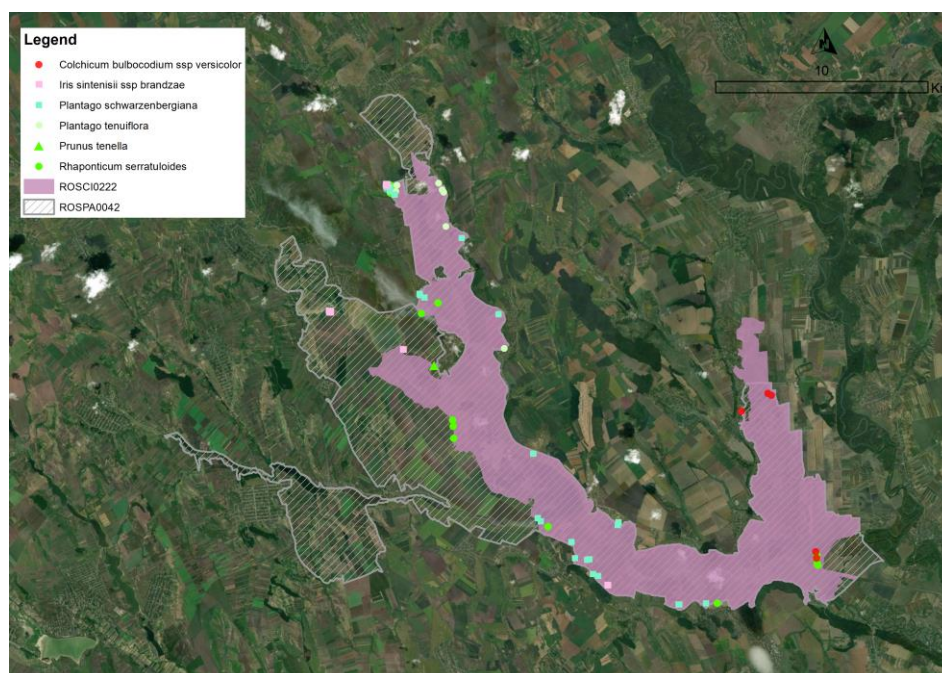 Legend
Colchicum bulbocodium ssp versicolor
Iris sintenisii ssp brandzae
Plantago schwarzenbergiana
Plantago tenuiflora
Prunus tenella
Rhaponticum serratuloides
ROSCI0222
ROSPA0042
10